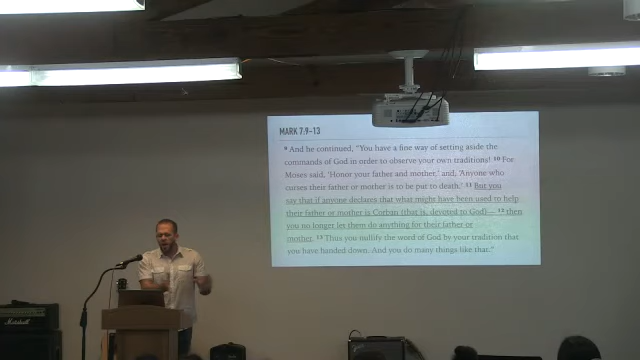 MARK 7.9–13
9 And he continued, "You have a fine way of setting aside the
commands of God in order to observe your own traditions! 10 For
Moses said, 'Honor your father and mother,' and, 'Anyone who
curses their father or mother is to be put to death.' 11 But you
say that if anyone declares that what might have been used to help
their father or mother is Corban (that is, devoted to God)— 12 then
you no longer let them do anything for their father or
mother. 13 Thus you nullify the word of God by your tradition that
you have handed down. And you do many things like that."
Marshall